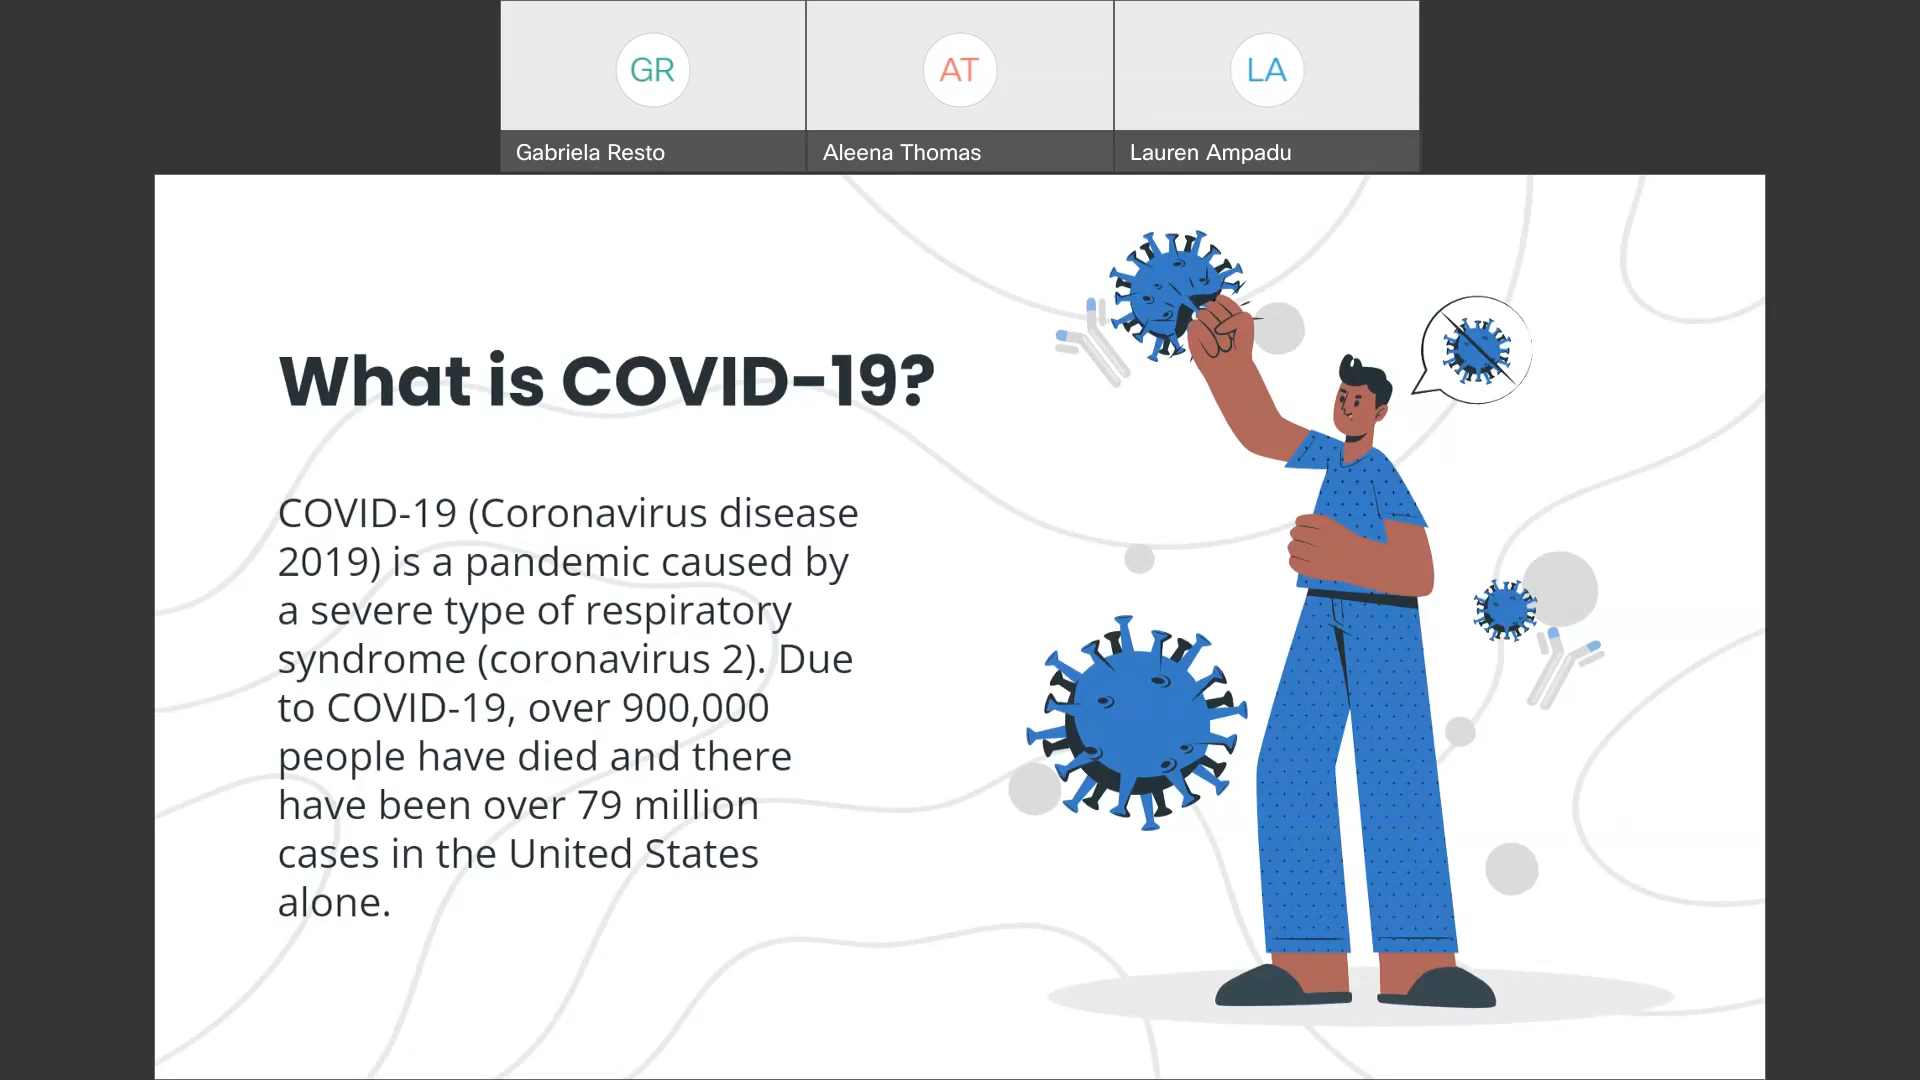 GR
AT
LA
Gabriela Resto
Aleena Thomas
Lauren Ampadu
What is COVID-19?
COVID-19 (Coronavirus disease
2019) is a pandemic caused by
a severe type of respiratory
syndrome (coronavirus 2). Due
to COVID-19, over 900,000
people have died and there
have been over 79 million
cases in the United States
alone.